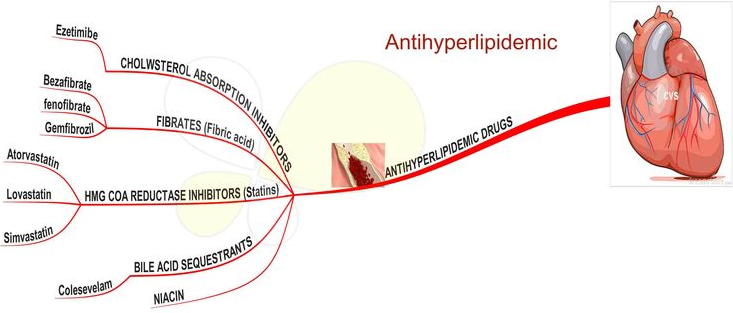 Antihyperlipidemic
CVS
ANTIHYPERLIPIDEMIC DRUGS
CHOLWSTEROL ABSORPTION INHIBITORS
Ezetimibe
FIBRATES (Fibric acid)
Bezafibrate
fenofibrate
Gemfibrozil
HMG COA REDUCTASE INHIBITORS (Statins)
Atorvastatin
Lovastatin
Simvastatin
BILE ACID SEQUESTRANTS
Colesevelam
NIACIN